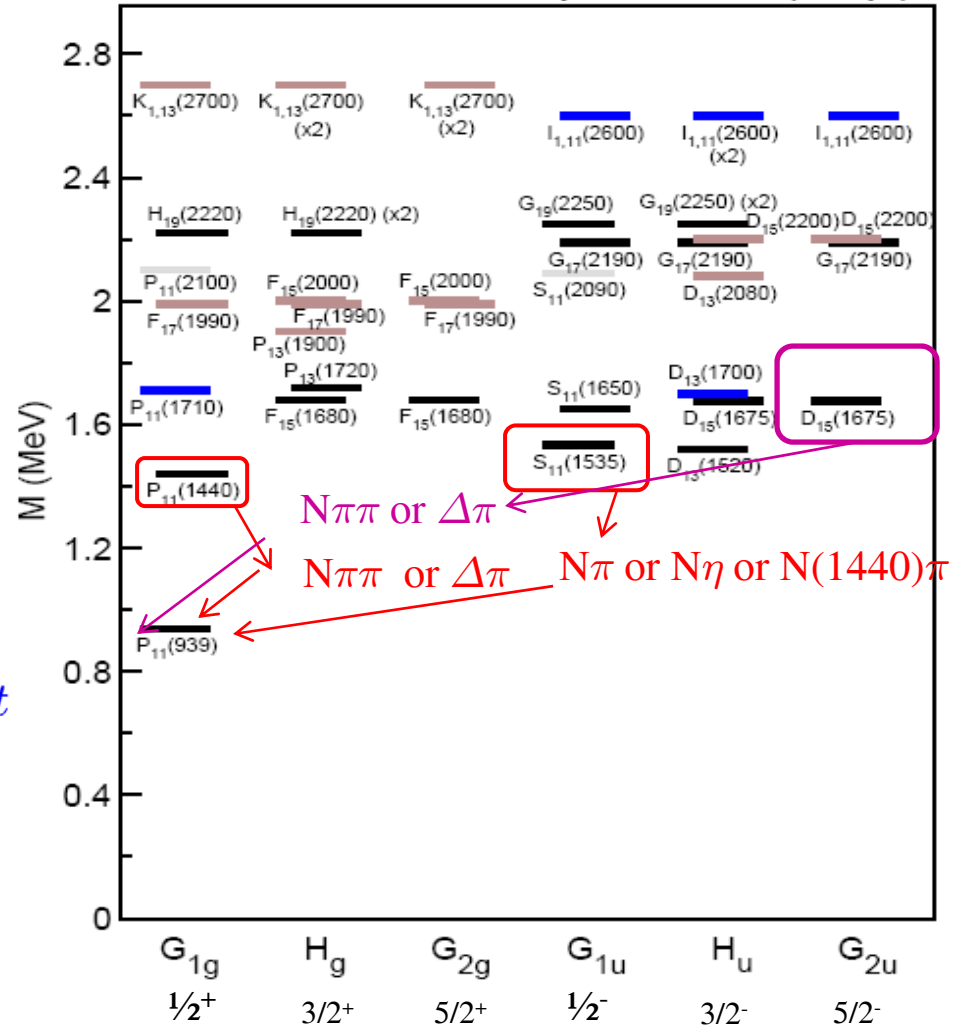 2.8
K1,13(2700) K1,13(2700) K1,13(2700)
(x2) (x2)
I1,11(2600) I1,11(2600) I1,11(2600)
(x2)
2.4
H19(2220) H19(2220) (x2) G19(2250) G19(2250) (x2)
D15(2200) D15(2200)
G17(2190) G17(2190) G17(2190)
P11(2100) F15(2000) F15(2000) S11(2090) D13(2080)
2
F17(1990) F17(1990) F17(1990)
P13(1900)
P13(1720) D13(1700)
P11(1710) F15(1680) F15(1680) S11(1650) D15(1675) D15(1675)
1.6
S11(1535) D13(1520)
P11(1440)
M (MeV)
Nππ or Δπ
1.2
Nππ or Δπ Nπ or Nη or N(1440)π
P11(939)
0.8
t
0.4
0
G1g Hg G2g G1u Hu G2u
½+ 3/2+ 5/2+ ½- 3/2- 5/2-